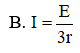 B. I = E/3r